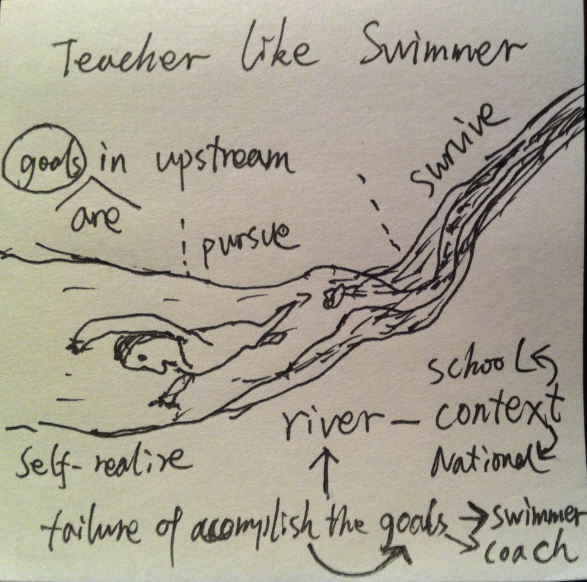 Teacher like Swimmer
goals in upstream
are
survive
pursue
school
river – context
National
Self-realize
failure of acomplish the goals → swimmer
coach